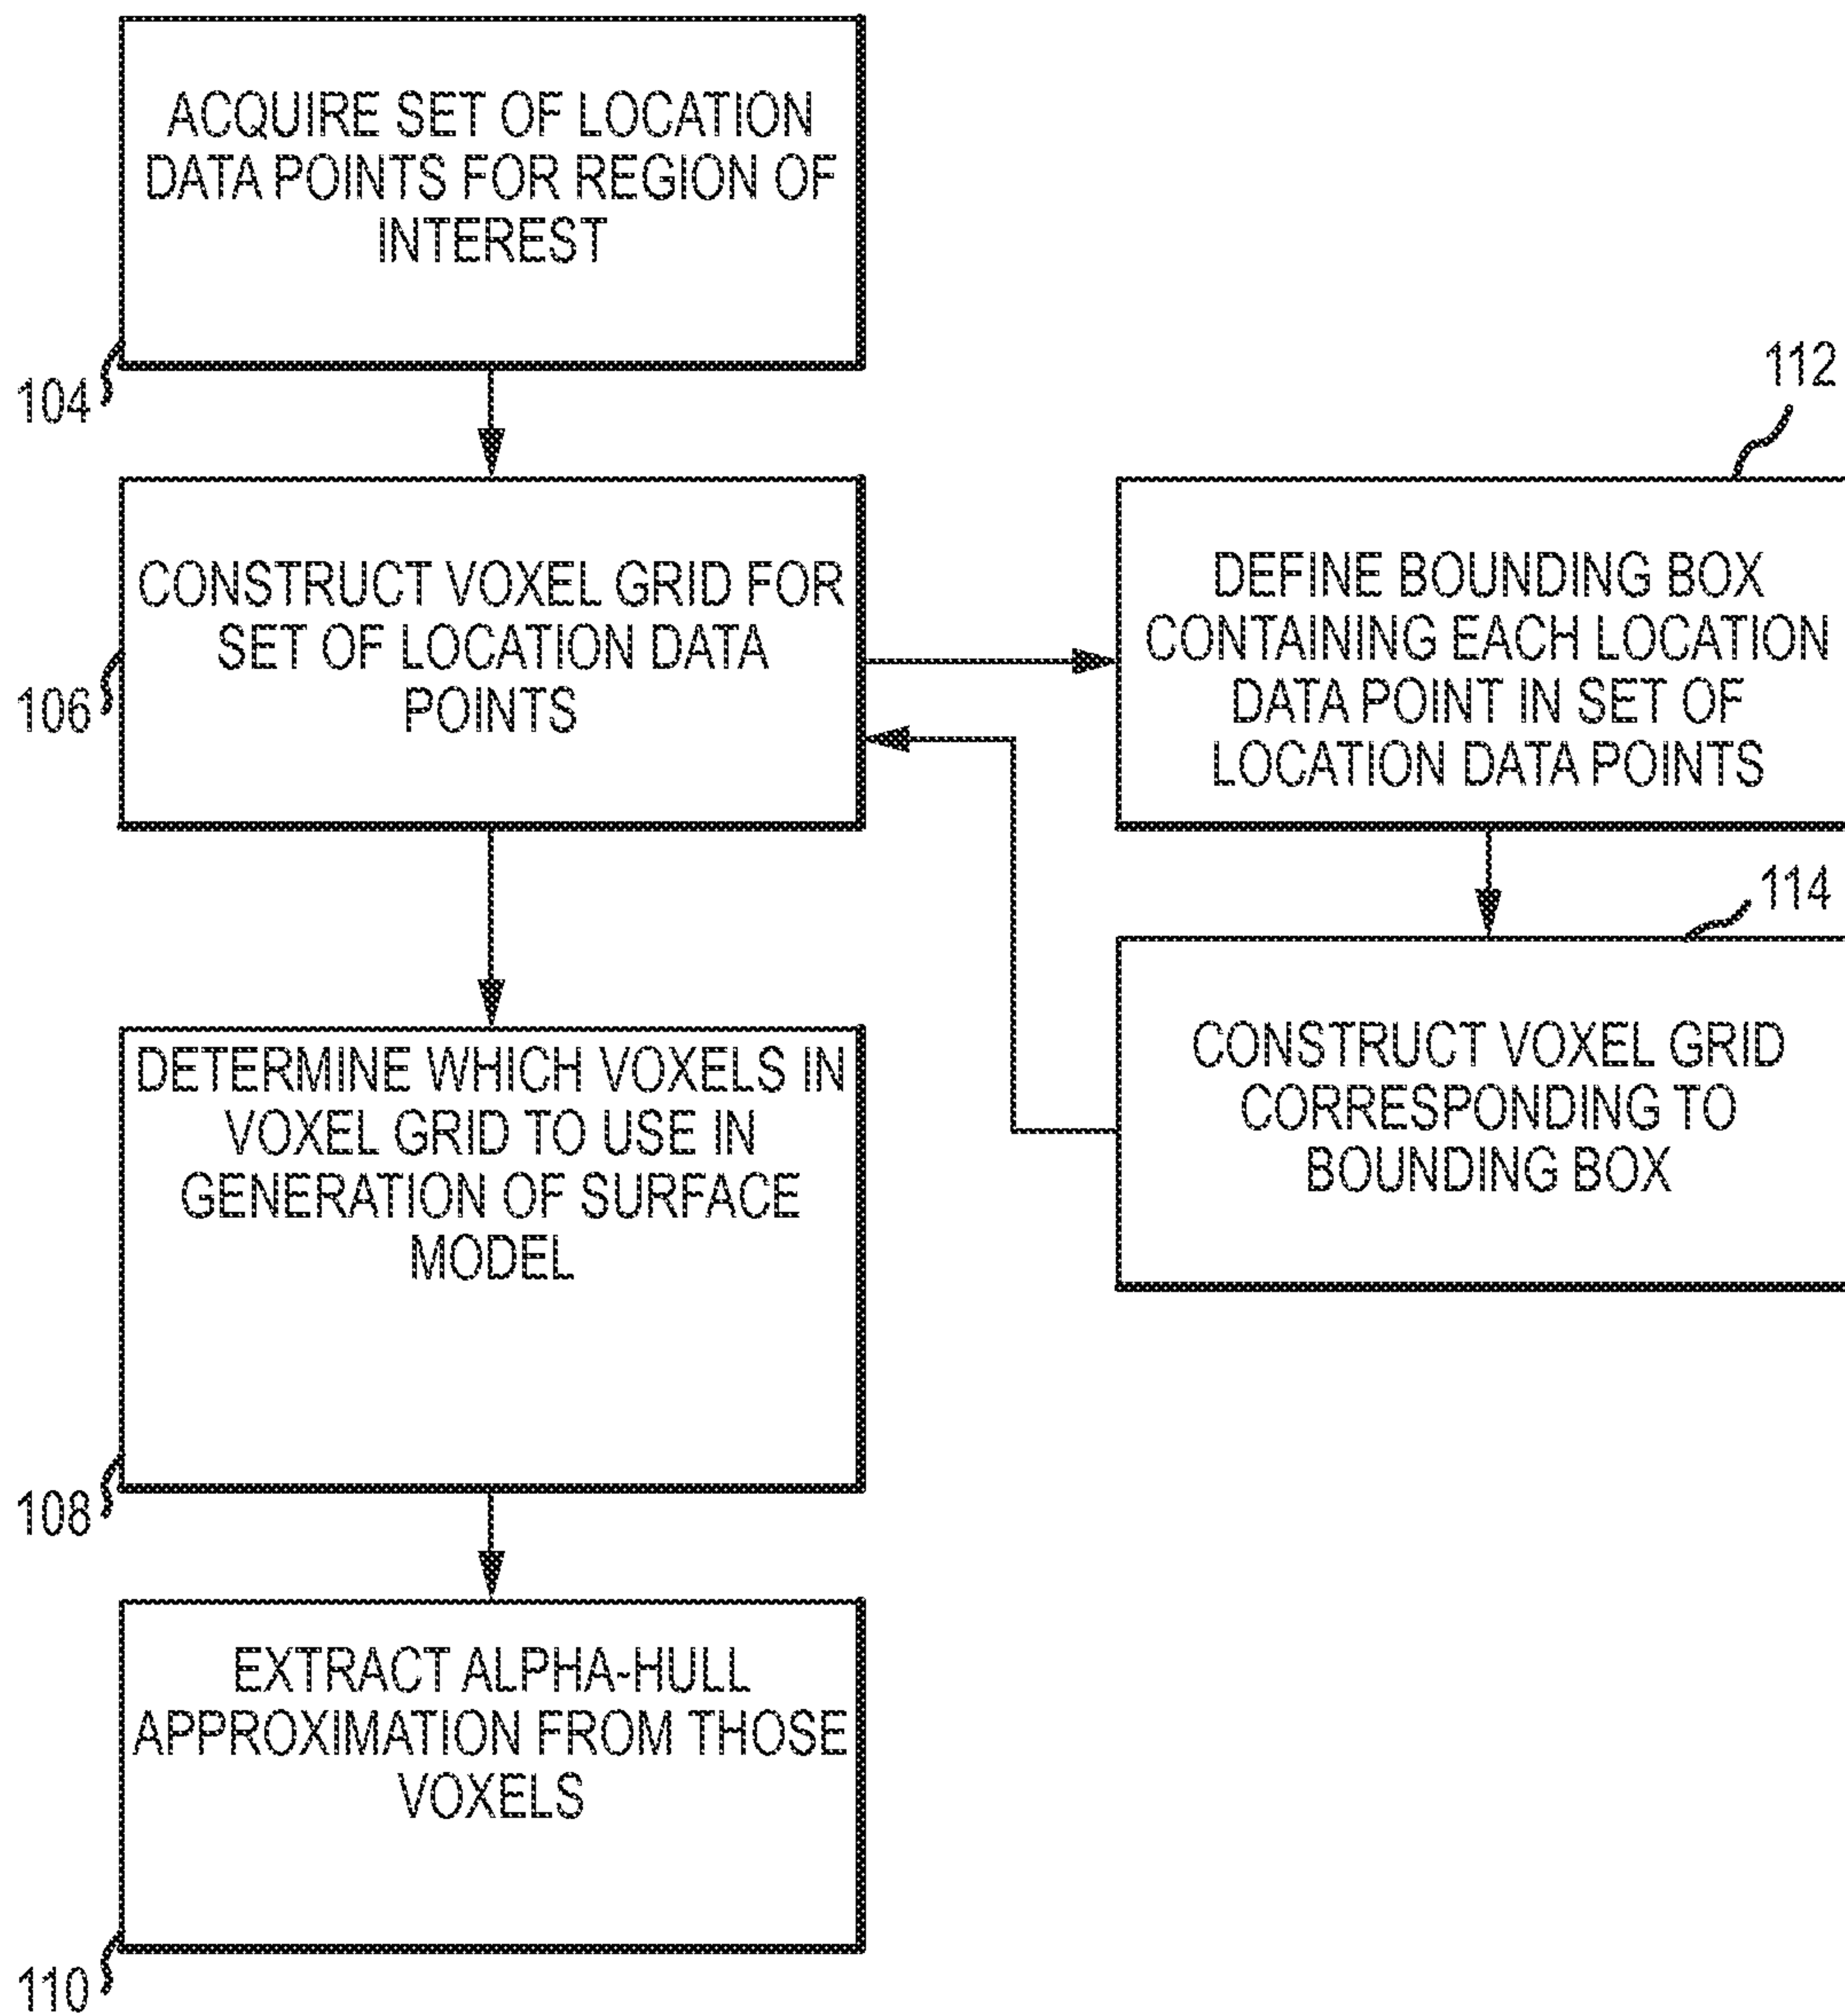 ACQUIRE SET OF LOCATION
DATA POINTS FOR REGION OF
INTEREST
104
112
CONSTRUCT VOXEL GRID FOR
SET OF LOCATION DATA
POINTS
106
DEFINE BOUNDING BOX
CONTAINING EACH LOCATION
DATA POINT IN SET OF
LOCATION DATA POINTS
114
CONSTRUCT VOXEL GRID
CORRESPONDING TO
BOUNDING BOX
DETERMINE WHICH VOXELS IN
VOXEL GRID TO USE IN
GENERATION OF SURFACE
MODEL
108
EXTRACT ALPHA-HULL
APPROXIMATION FROM THOSE
VOXELS
110